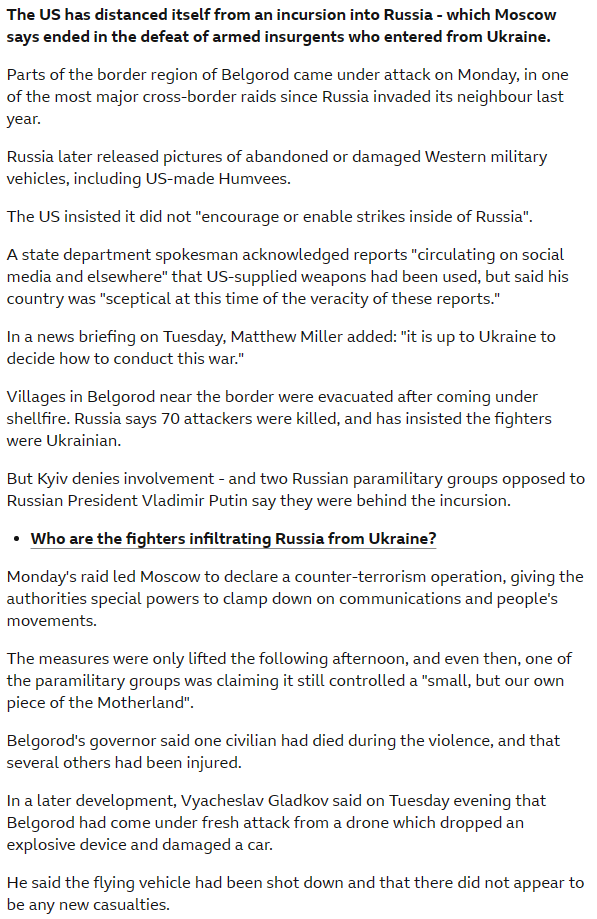 The US has distanced itself from an incursion into Russia - which Moscow
says ended in the defeat of armed insurgents who entered from Ukraine.
Parts of the border region of Belgorod came under attack on Monday, in one
of the most major cross-border raids since Russia invaded its neighbour last
year.
Russia later released pictures of abandoned or damaged Western military
vehicles, including US-made Humvees.
The US insisted it did not "encourage or enable strikes inside of Russia".
A state department spokesman acknowledged reports "circulating on social
media and elsewhere" that US-supplied weapons had been used, but said his
country was "sceptical at this time of the veracity of these reports."
In a news briefing on Tuesday, Matthew Miller added: "it is up to Ukraine to
decide how to conduct this war."
Villages in Belgorod near the border were evacuated after coming under
shellfire. Russia says 70 attackers were killed, and has insisted the fighters
were Ukrainian.
But Kyiv denies involvement - and two Russian paramilitary groups opposed to
Russian President Vladimir Putin say they were behind the incursion.
• Who are the fighters infiltrating Russia from Ukraine?
Monday's raid led Moscow to declare a counter-terrorism operation, giving the
authorities special powers to clamp down on communications and people's
movements.
The measures were only lifted the following afternoon, and even then, one of
the paramilitary groups was claiming it still controlled a "small, but our own
piece of the Motherland".
Belgorod's governor said one civilian had died during the violence, and that
several others had been injured.
In a later development, Vyacheslav Gladkov said on Tuesday evening that
Belgorod had come under fresh attack from a drone which dropped an
explosive device and damaged a car.
He said the flying vehicle had been shot down and that there did not appear to
be any new casualties.